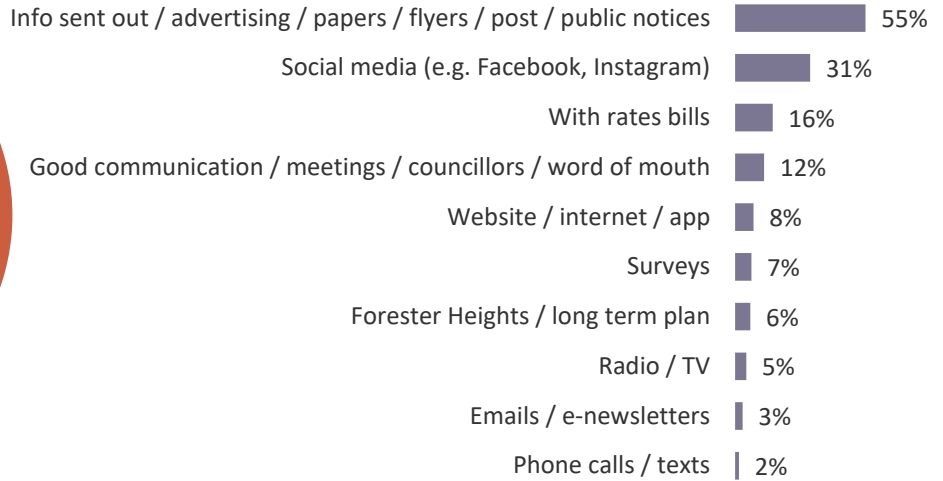 Info sent out / advertising / papers / flyers / post / public notices 55%
Social media (e.g. Facebook, Instagram) 31%
With rates bills 16%
Good communication / meetings / councillors / word of mouth 12%
Website / internet / app 8%
Surveys 7%
Forester Heights / long term plan 6%
Radio / TV 5%
Emails / e-newsletters 3%
Phone calls / texts 2%